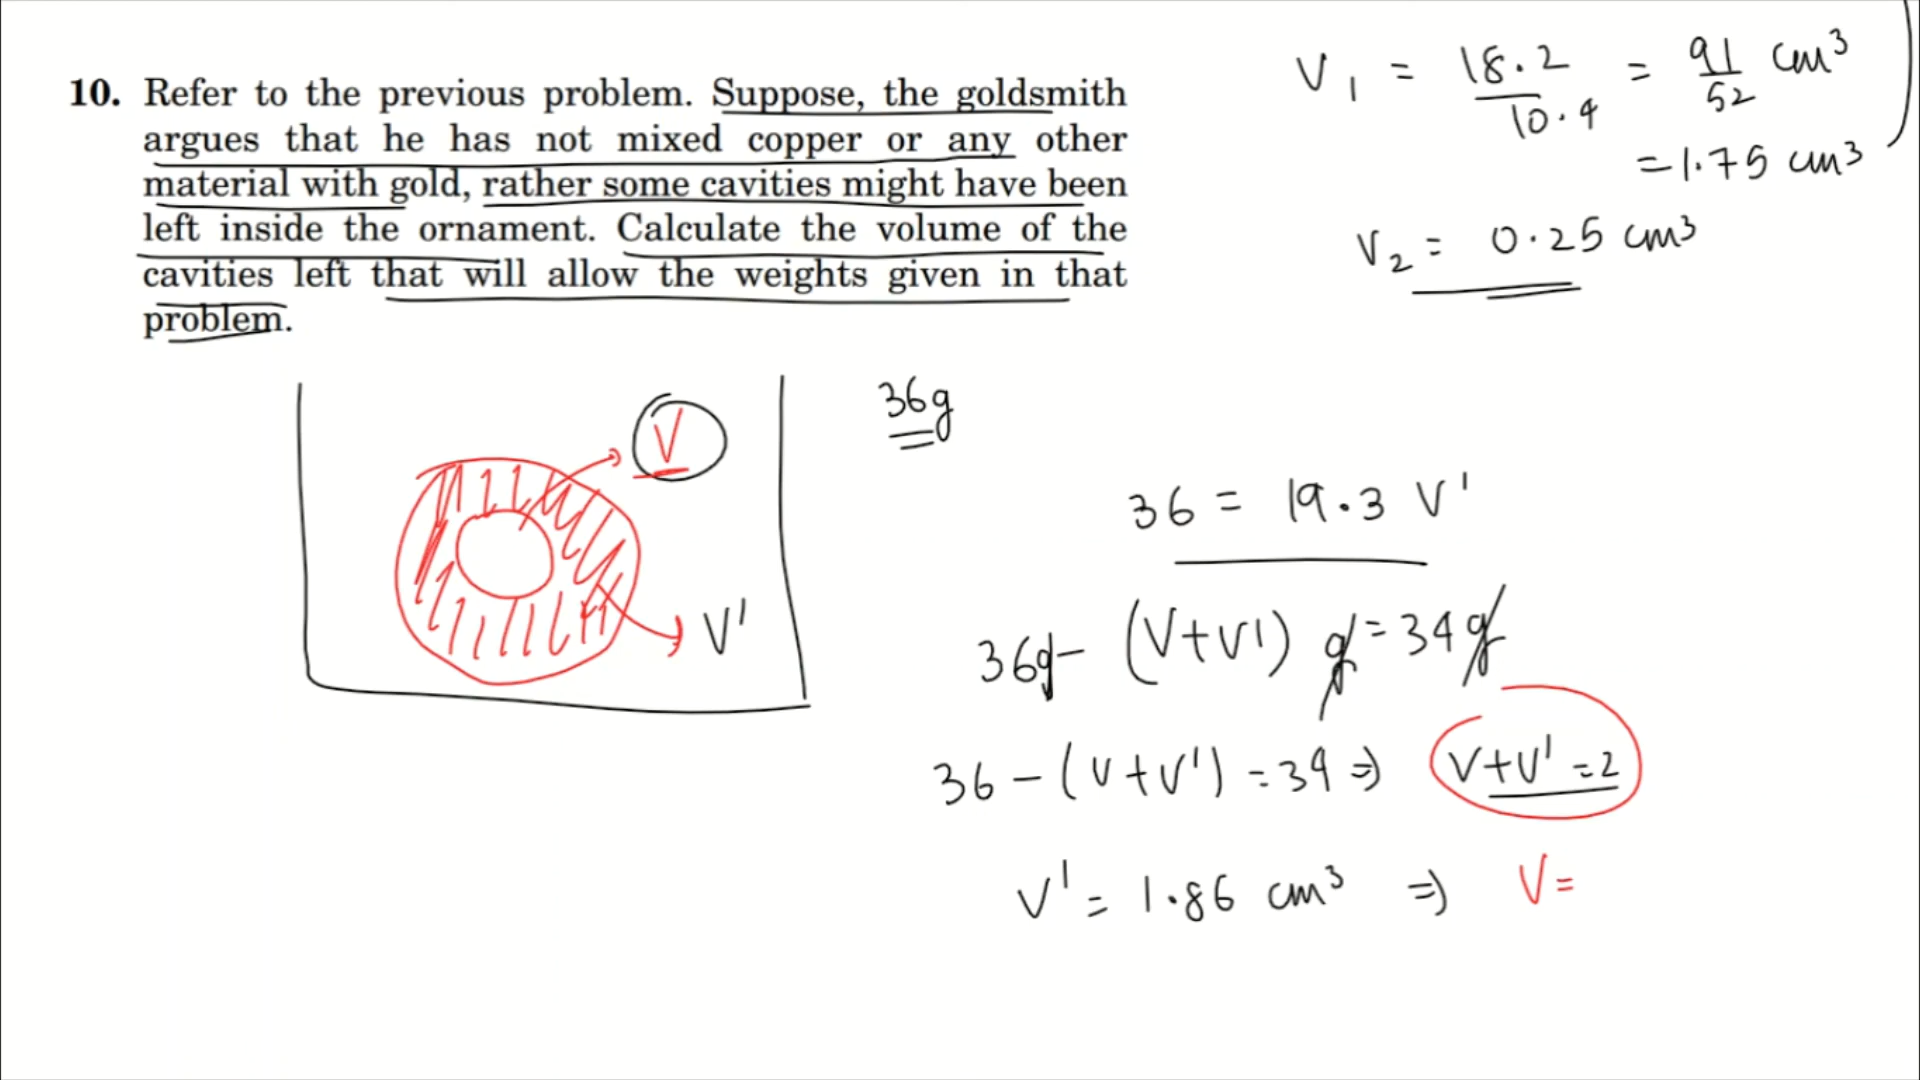 10. Refer to the previous problem. Suppose, the goldsmith
argues that he has not mixed copper or any other
material with gold, rather some cavities might have been
left inside the ornament. Calculate the volume of the
cavities left that will allow the weights given in that
problem.
V₁ = 18.2/10.4 = 91/52 cm³
= 1.75 cm³
V₂ = 0.25 cm³
V
V'
36g
36 = 19.3 V'
36g - (V+V') g = 34g
36 - (V+V') = 34 ⇒ V+V' = 2
V' = 1.86 cm³ ⇒ V =